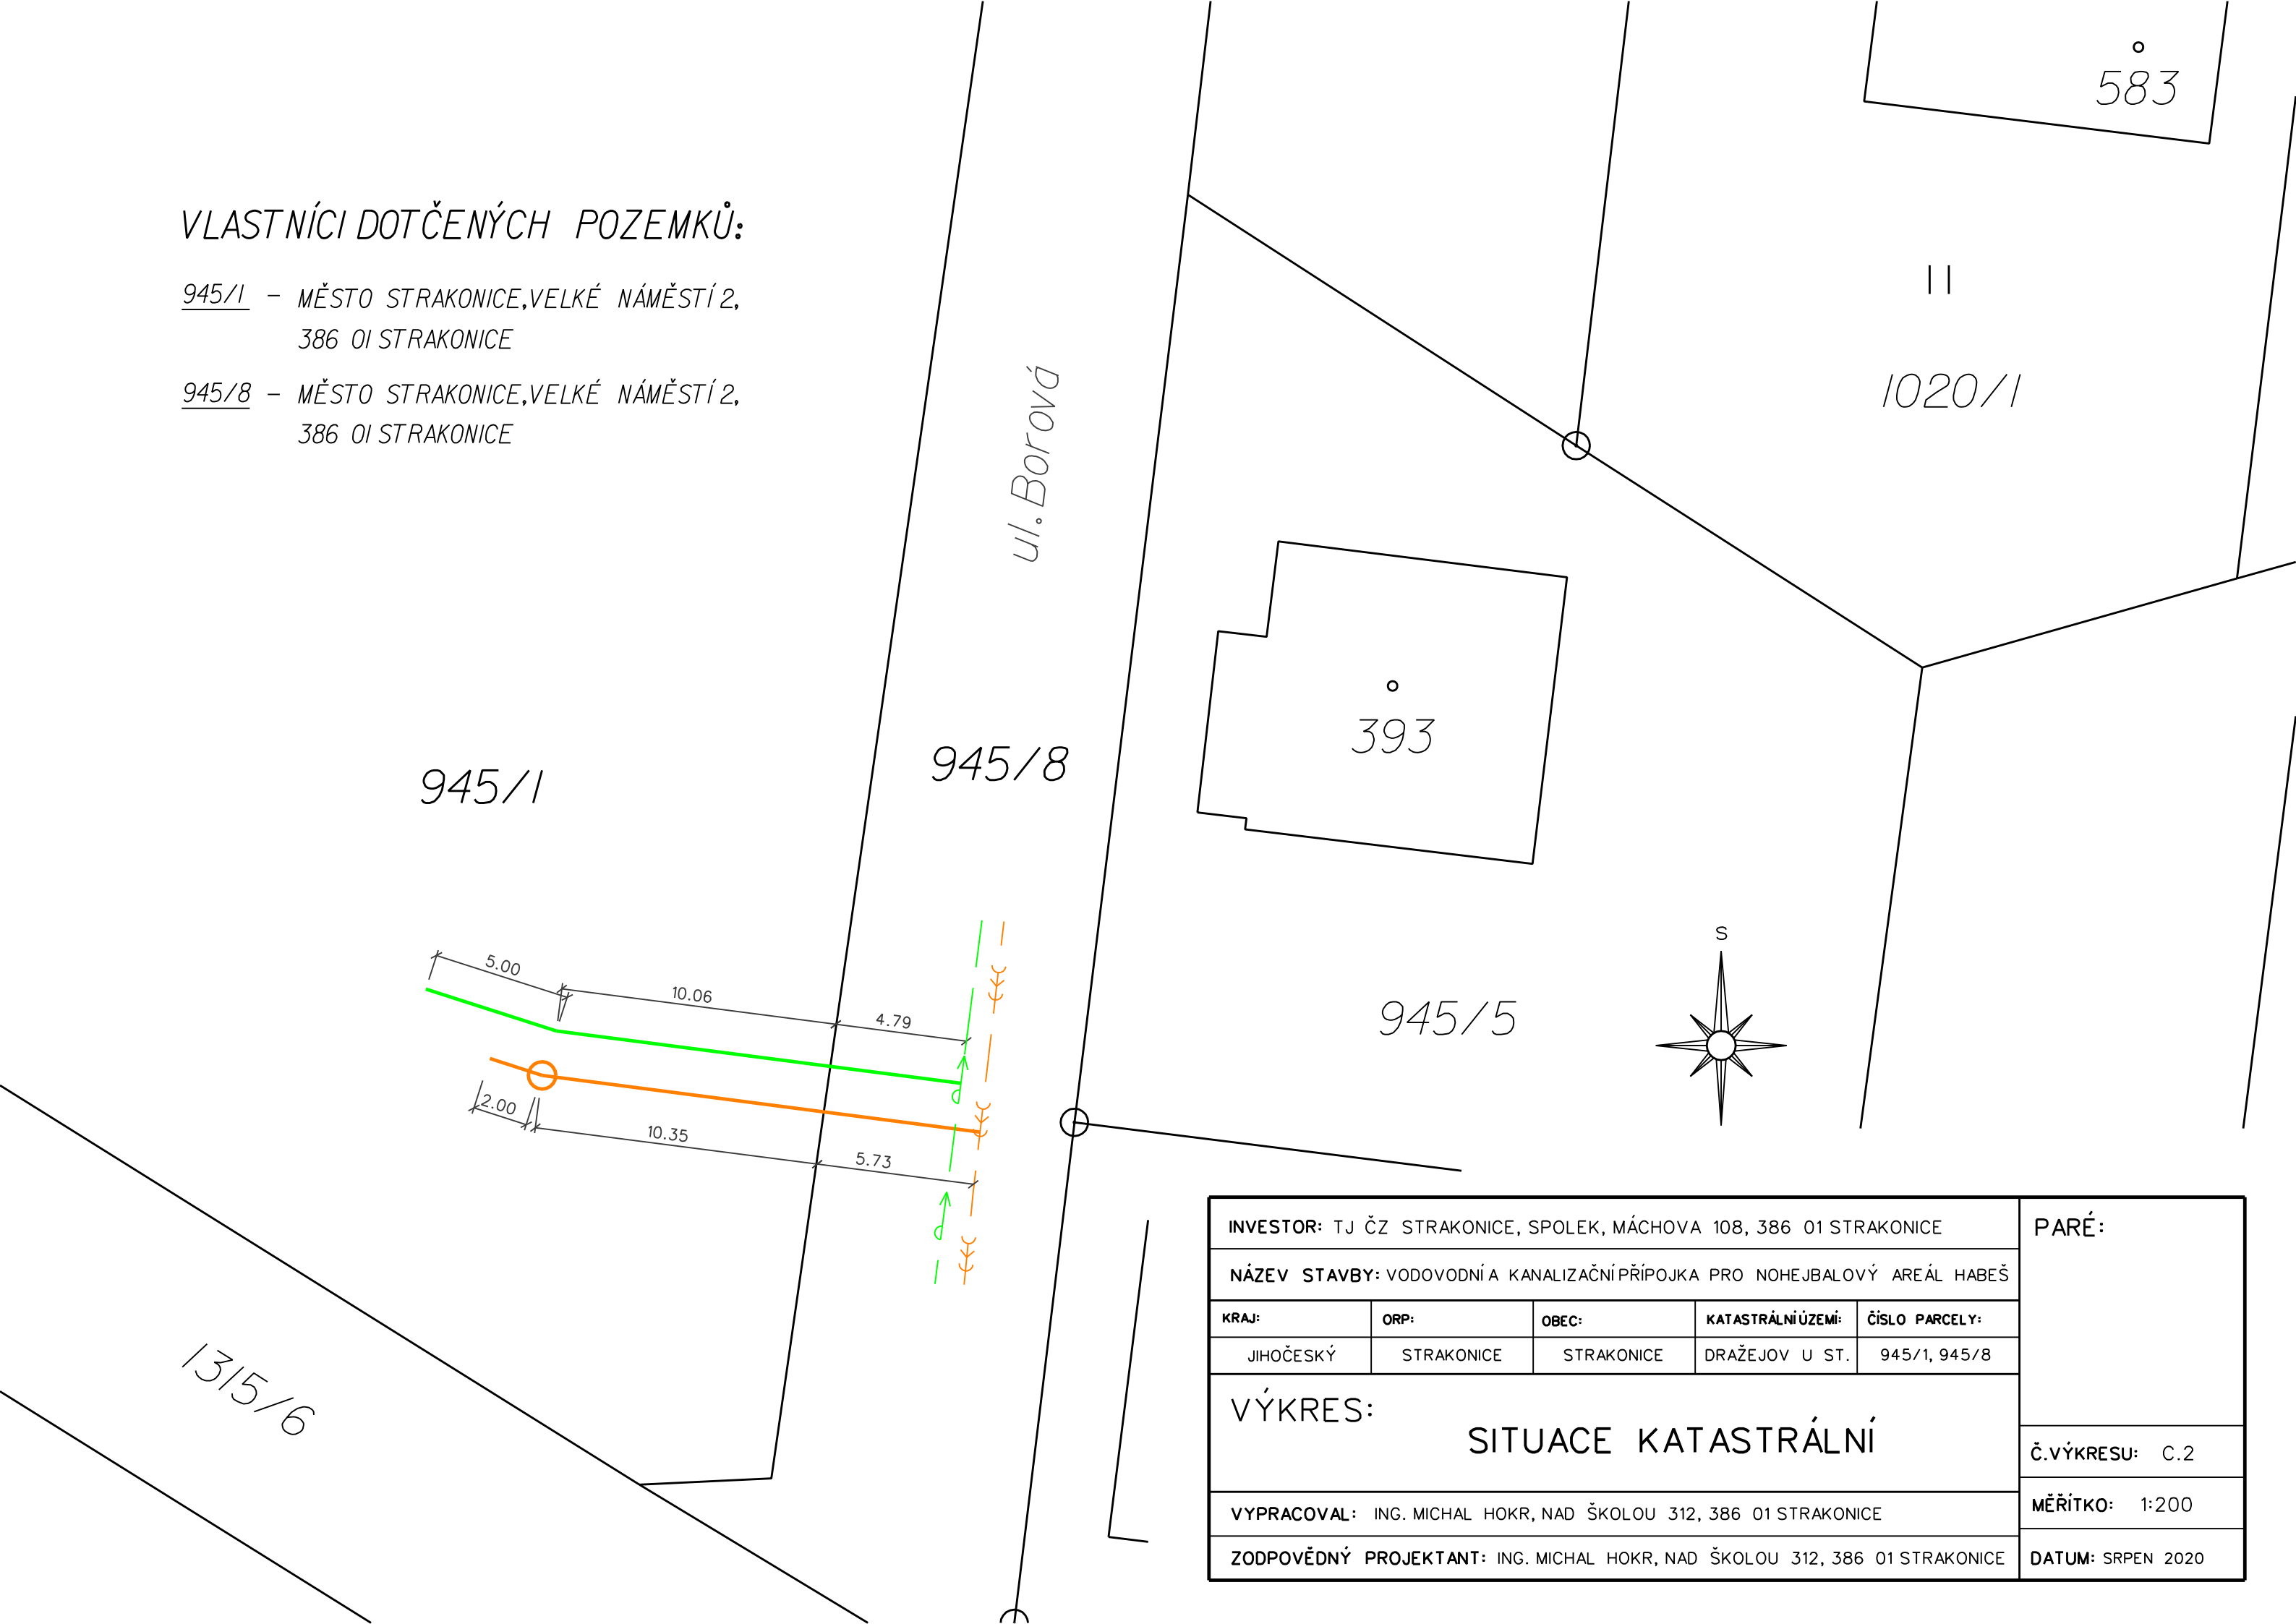 583
VLASTNÍCI DOTČENÝCH POZEMKŮ:
945/1 – MĚSTO STRAKONICE, VELKÉ NÁMĚSTÍ 2,
386 01 STRAKONICE
945/8 – MĚSTO STRAKONICE, VELKÉ NÁMĚSTÍ 2,
386 01 STRAKONICE
1020/1
ul. Borová
393
945/8
945/1
S
5.00
10.06
4.79
945/5
2.00
10.35
5.73
1315/6
INVESTOR: TJ ČZ STRAKONICE, SPOLEK, MÁCHOVA 108, 386 01 STRAKONICE
PARÉ:
NÁZEV STAVBY: VODOVODNÍ A KANALIZAČNÍ PŘÍPOJKA PRO NOHEJBALOVÝ AREÁL HABEŠ
KRAJ: ORP: OBEC: KATASTRÁLNÍ ÚZEMÍ: ČÍSLO PARCELY:
JIHOČESKÝ STRAKONICE STRAKONICE DRAŽEJOV U ST. 945/1, 945/8
VÝKRES:
SITUACE KATASTRÁLNÍ
Č.VÝKRESU: C.2
MĚŘÍTKO: 1:200
VYPRACOVAL: ING. MICHAL HOKR, NAD ŠKOLOU 312, 386 01 STRAKONICE
ZODPOVĚDNÝ PROJEKTANT: ING. MICHAL HOKR, NAD ŠKOLOU 312, 386 01 STRAKONICE
DATUM: SRPEN 2020